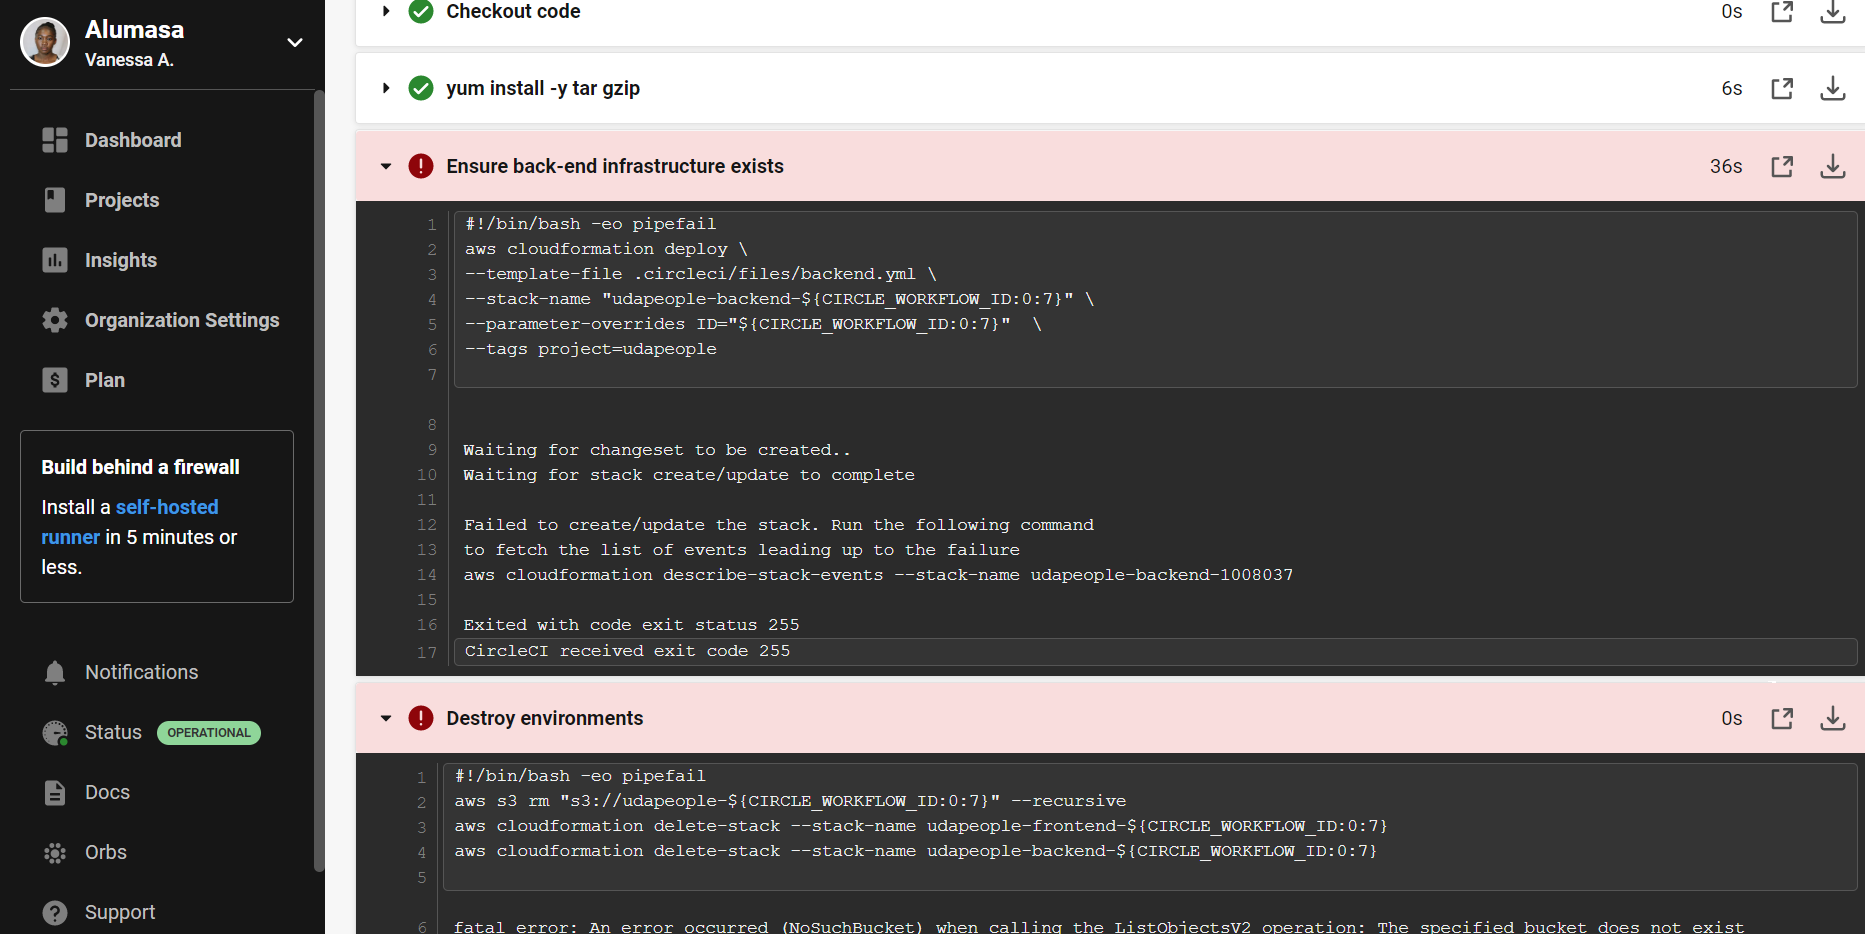 Alumasa
Vanessa A.
Dashboard
Projects
Insights
Organization Settings
Plan
Build behind a firewall
Install a self-hosted
runner in 5 minutes or
less.
Notifications
Status OPERATIONAL
Docs
Orbs
Support
Checkout code 0s
yum install -y tar gzip 6s
Ensure back-end infrastructure exists 36s
1 #!/bin/bash -eo pipefail
2 aws cloudformation deploy \
3 --template-file .circleci/files/backend.yml \
4 --stack-name "udapeople-backend-${CIRCLE_WORKFLOW_ID:0:7}" \
5 --parameter-overrides ID="${CIRCLE_WORKFLOW_ID:0:7}"  \
6 --tags project=udapeople
7
8
9 Waiting for changeset to be created..
10 Waiting for stack create/update to complete
11
12 Failed to create/update the stack. Run the following command
13 to fetch the list of events leading up to the failure
14 aws cloudformation describe-stack-events --stack-name udapeople-backend-1008037
15
16 Exited with code exit status 255
17 CircleCI received exit code 255
Destroy environments 0s
1 #!/bin/bash -eo pipefail
2 aws s3 rm "s3://udapeople-${CIRCLE_WORKFLOW_ID:0:7}" --recursive
3 aws cloudformation delete-stack --stack-name udapeople-frontend-${CIRCLE_WORKFLOW_ID:0:7}
4 aws cloudformation delete-stack --stack-name udapeople-backend-${CIRCLE_WORKFLOW_ID:0:7}
5
6 fatal error: An error occurred (NoSuchBucket) when calling the ListObjectsV2 operation: The specified bucket does not exist